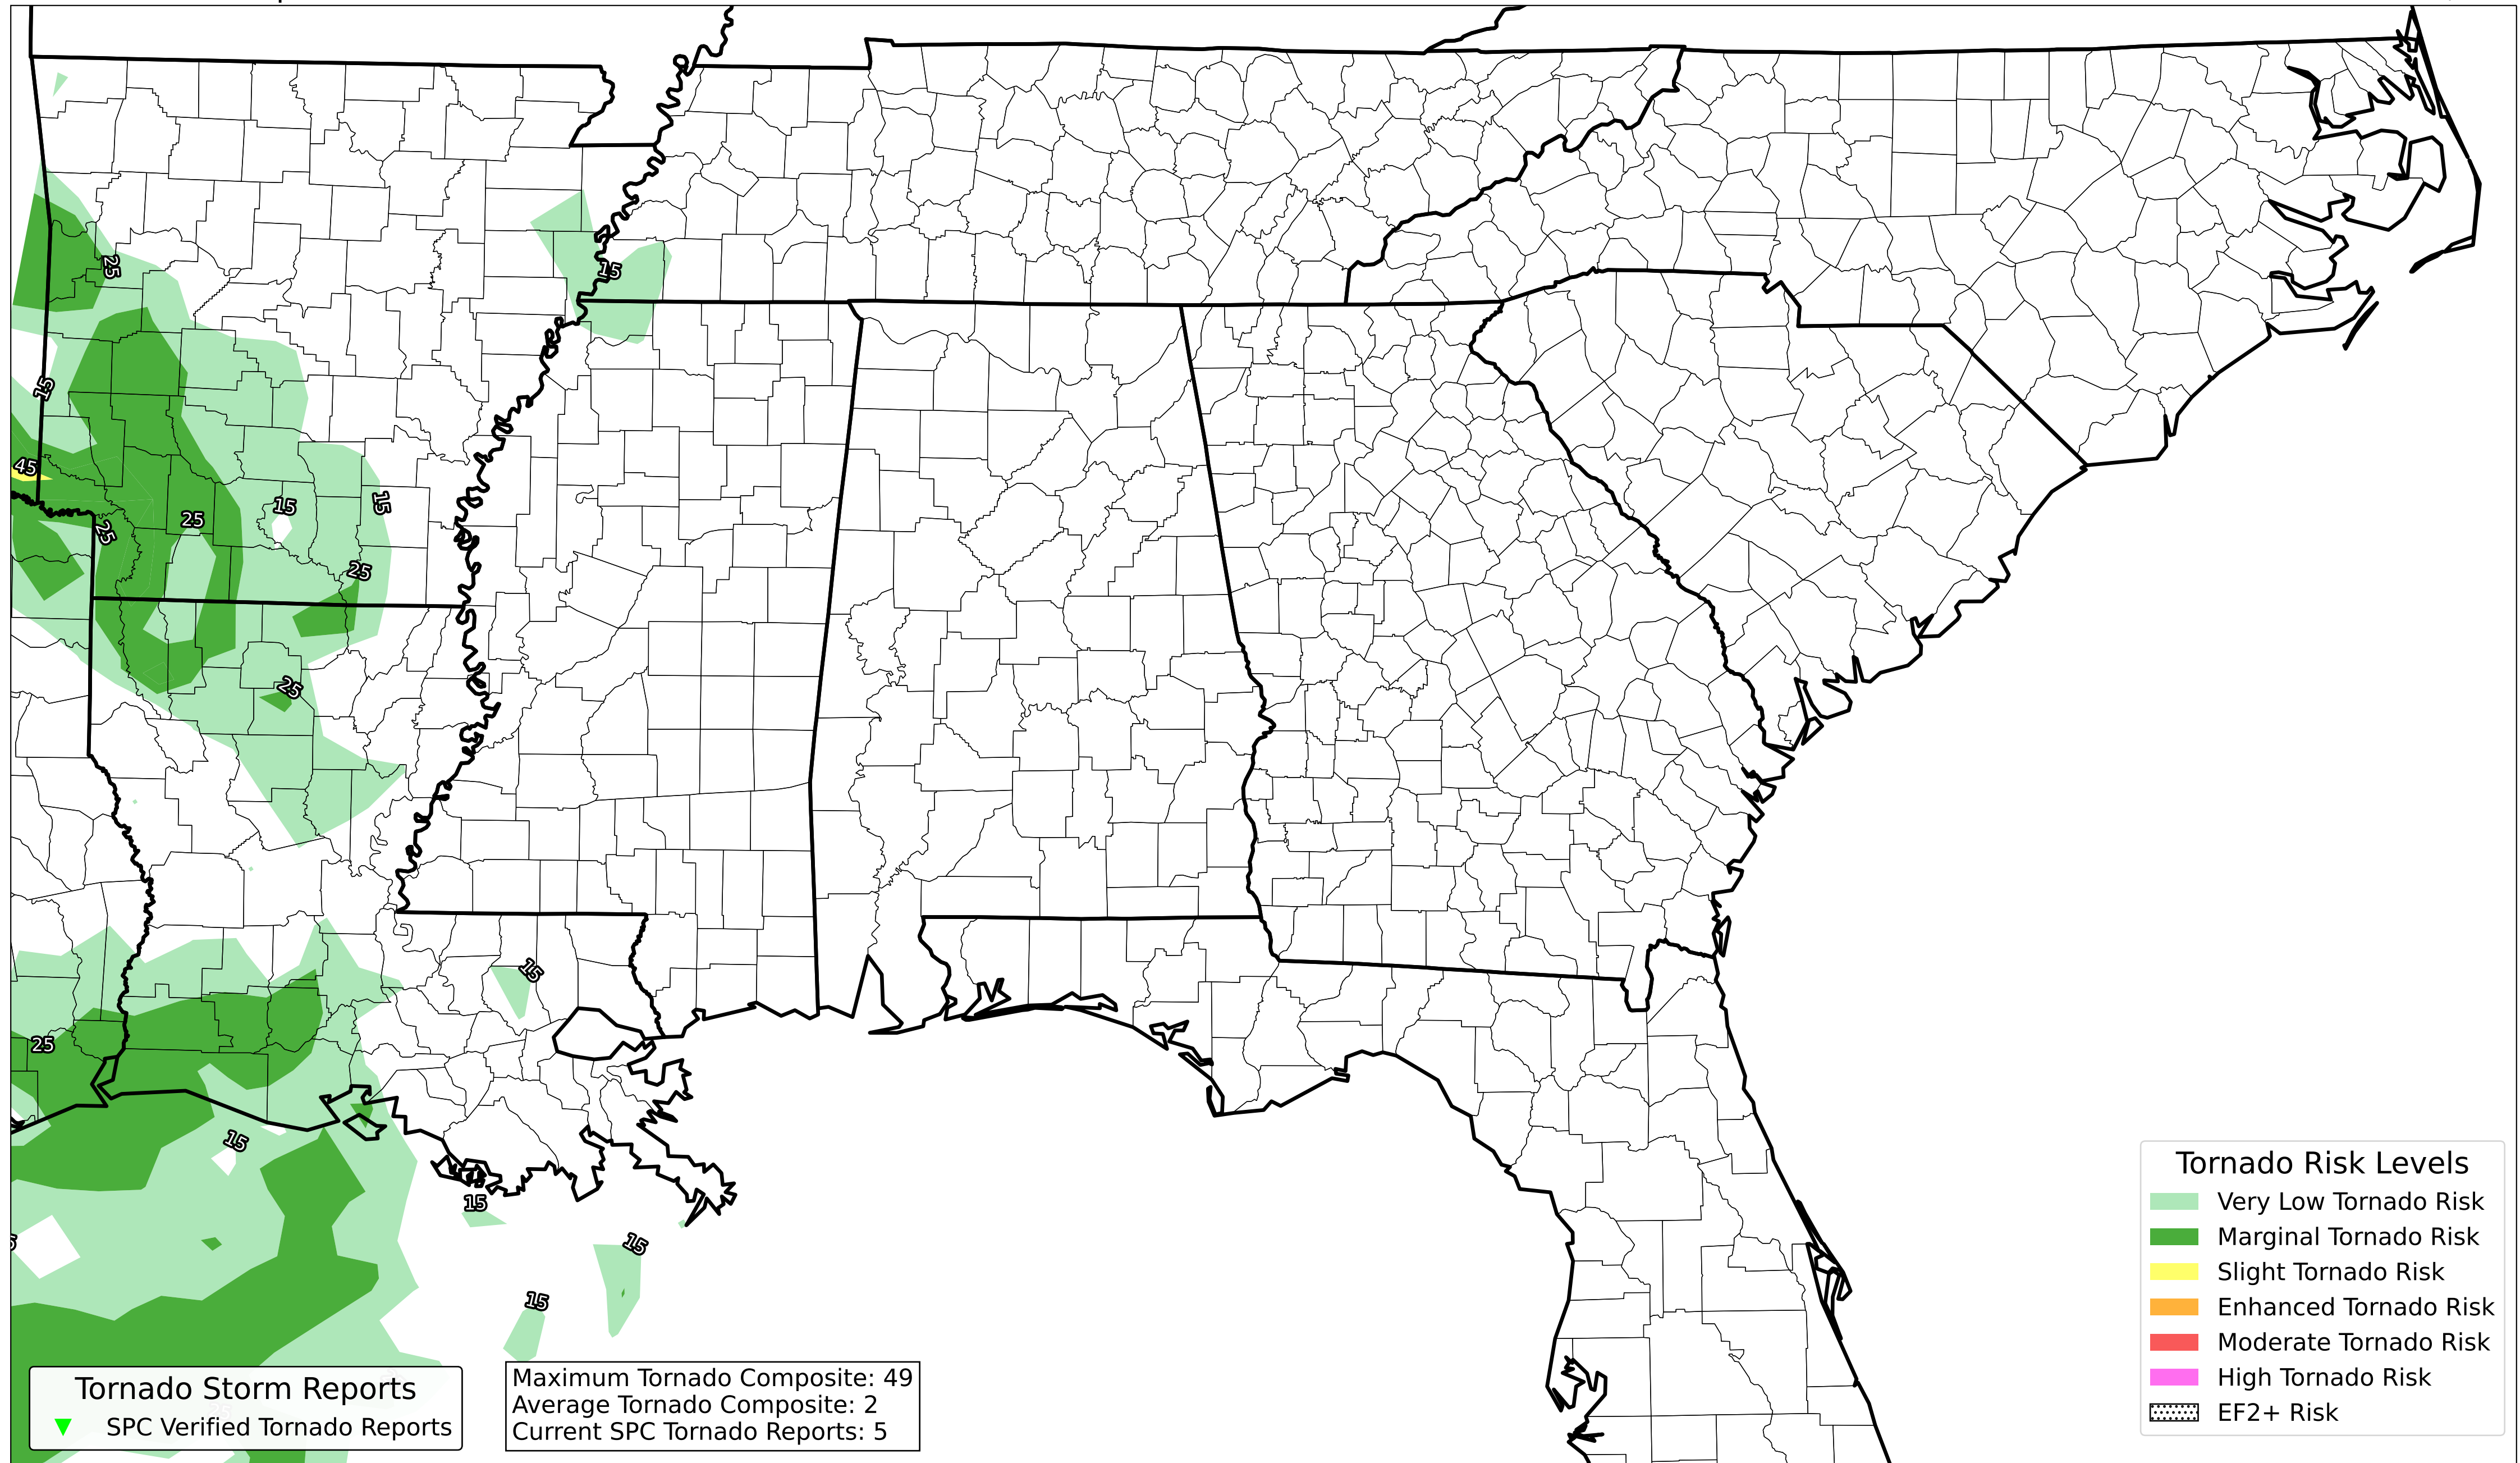 25
15
15
45
25
25
15
15
25
25
15
25
15
15
15
15
Tornado Risk Levels
Very Low Tornado Risk
Marginal Tornado Risk
Slight Tornado Risk
Enhanced Tornado Risk
Moderate Tornado Risk
High Tornado Risk
EF2+ Risk
Tornado Storm Reports
SPC Verified Tornado Reports
Maximum Tornado Composite: 49
Average Tornado Composite: 2
Current SPC Tornado Reports: 5